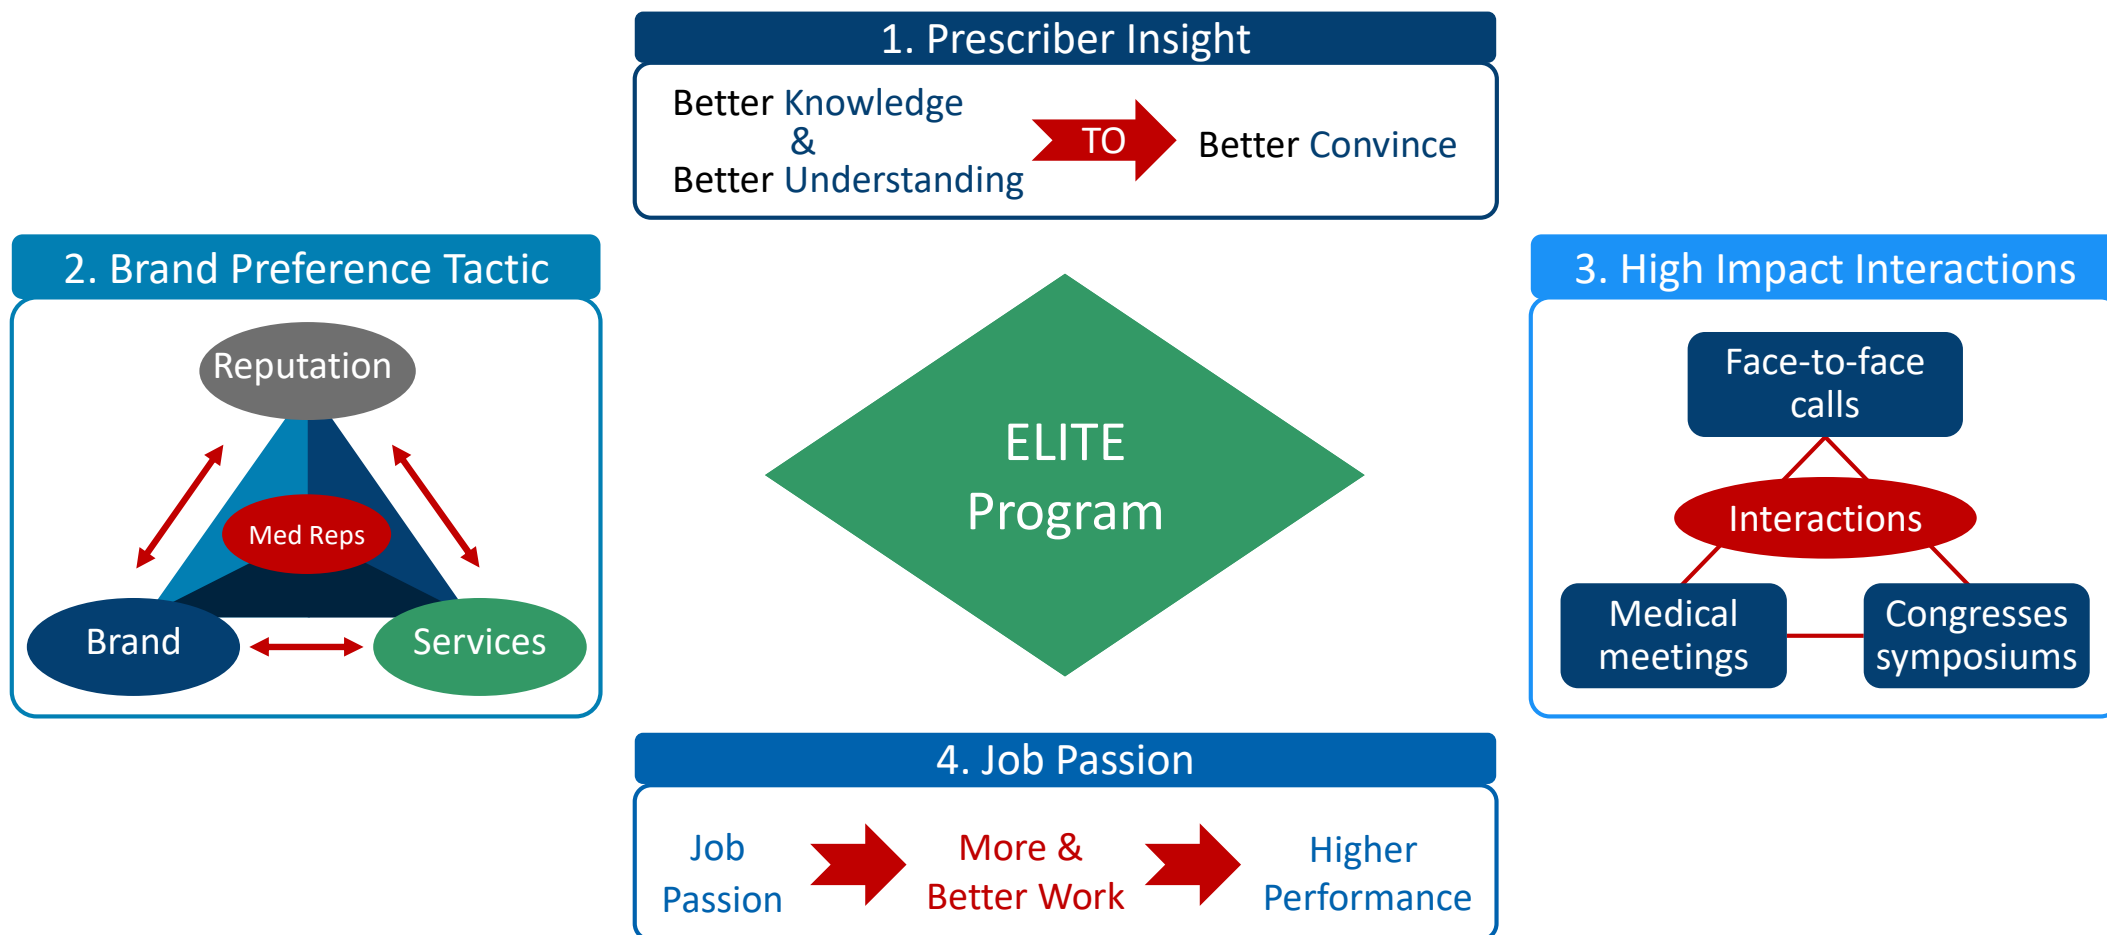 1. Prescriber Insight
Better Knowledge
&
Better Understanding
TO
Better Convince
2. Brand Preference Tactic
Reputation
Med Reps
Brand
Services
ELITE
Program
3. High Impact Interactions
Face-to-face
calls
Interactions
Medical
meetings
Congresses
symposiums
4. Job Passion
Job
Passion
More &
Better Work
Higher
Performance